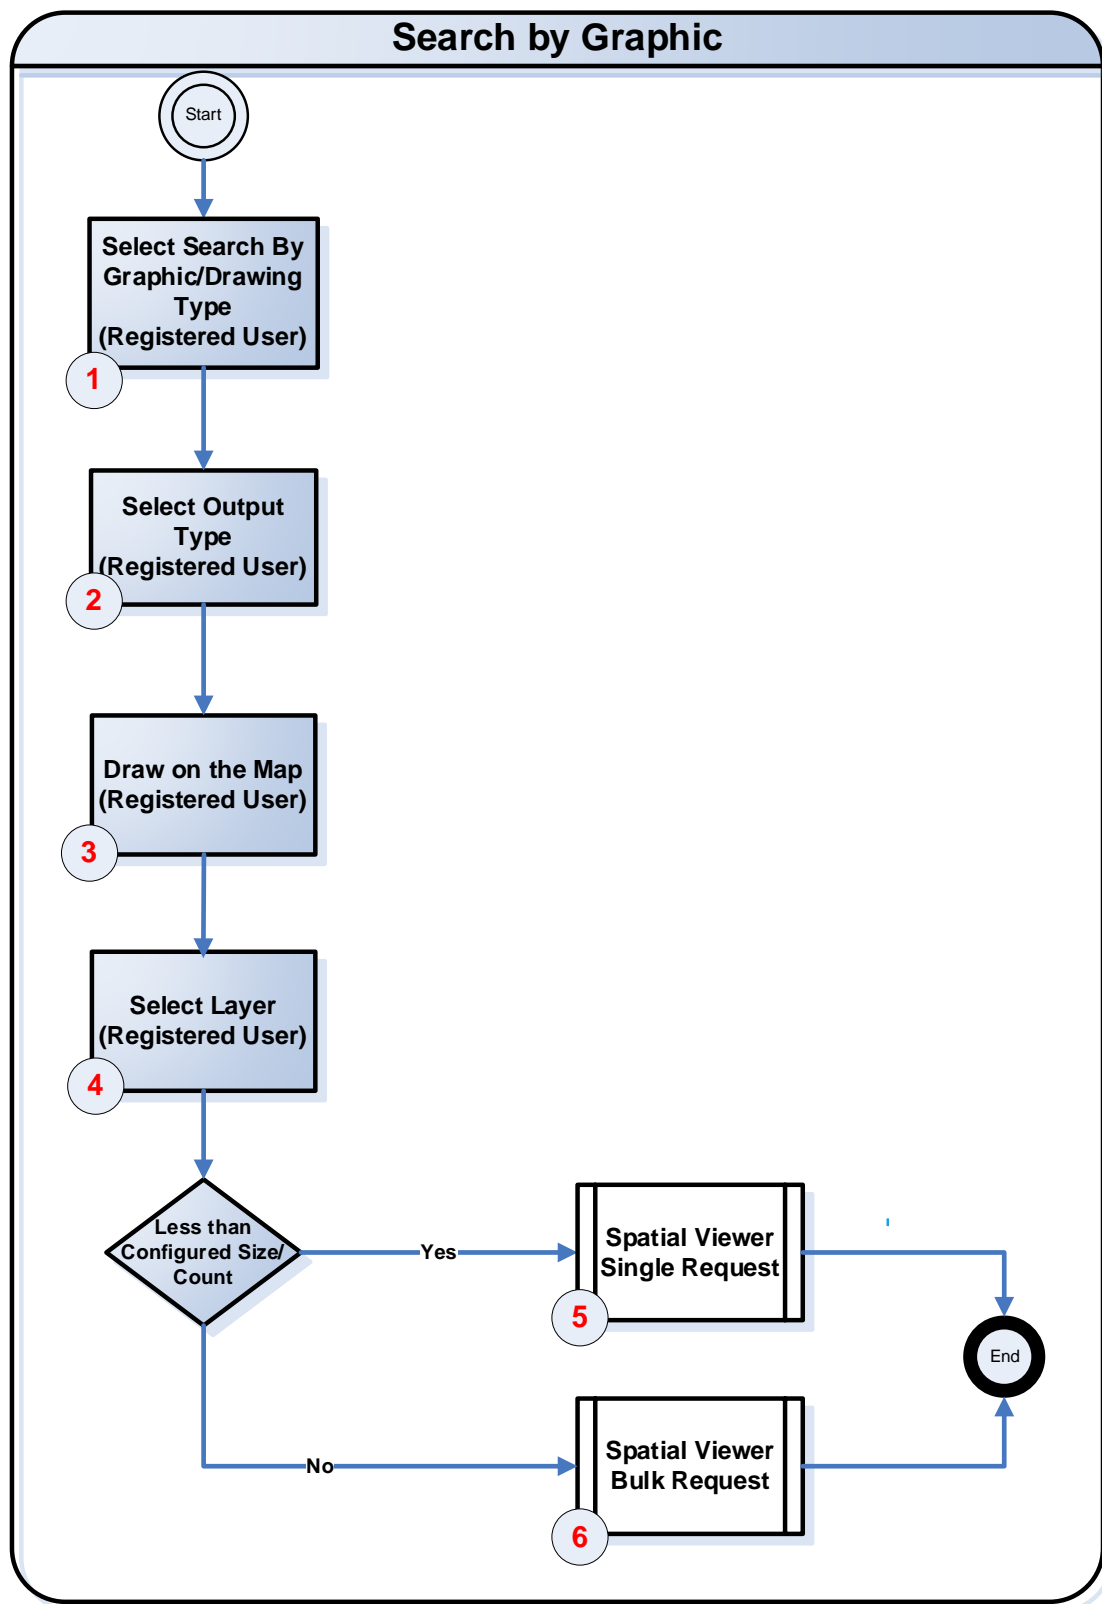 Search by Graphic
Start
Select Search By
Graphic/Drawing
Type
(Registered User)
1
Select Output
Type
(Registered User)
2
Draw on the Map
(Registered User)
3
Select Layer
(Registered User)
4
Less than
Configured Size/
Count
Yes
Spatial Viewer
Single Request
5
End
No
Spatial Viewer
Bulk Request
6